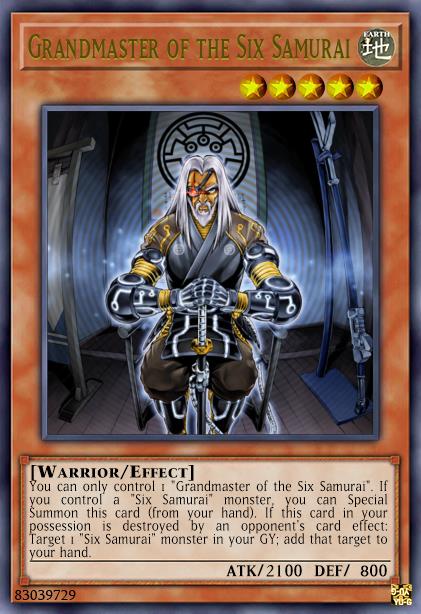 GRANDMASTER OF THE SIX SAMURAI
EARTH
地
[WARRIOR/EFFECT]
You can only control 1 "Grandmaster of the Six Samurai". If
you control a "Six Samurai" monster, you can Special
Summon this card (from your hand). If this card in your
possession is destroyed by an opponent's card effect:
Target 1 "Six Samurai" monster in your GY; add that target to
your hand.
ATK/2100 DEF/ 800
83039729